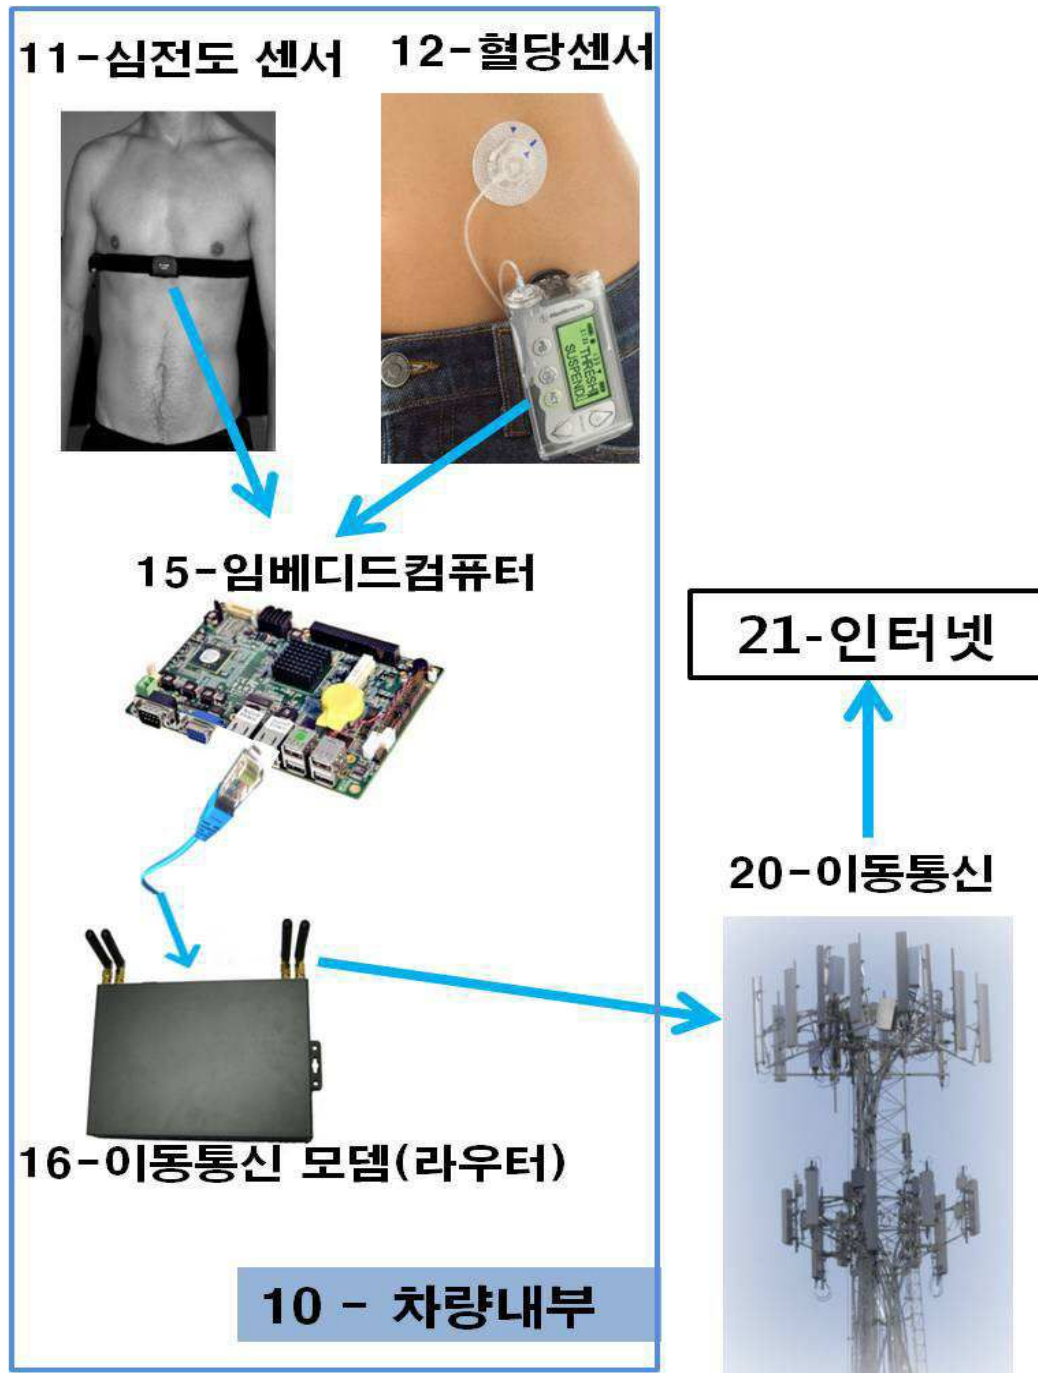 11-심전도 센서
12-혈당센서
THRESH
SUSPEND
15-임베디드컴퓨터
21-인터넷
20-이동통신
16-이동통신 모뎀(라우터)
10 - 차량내부